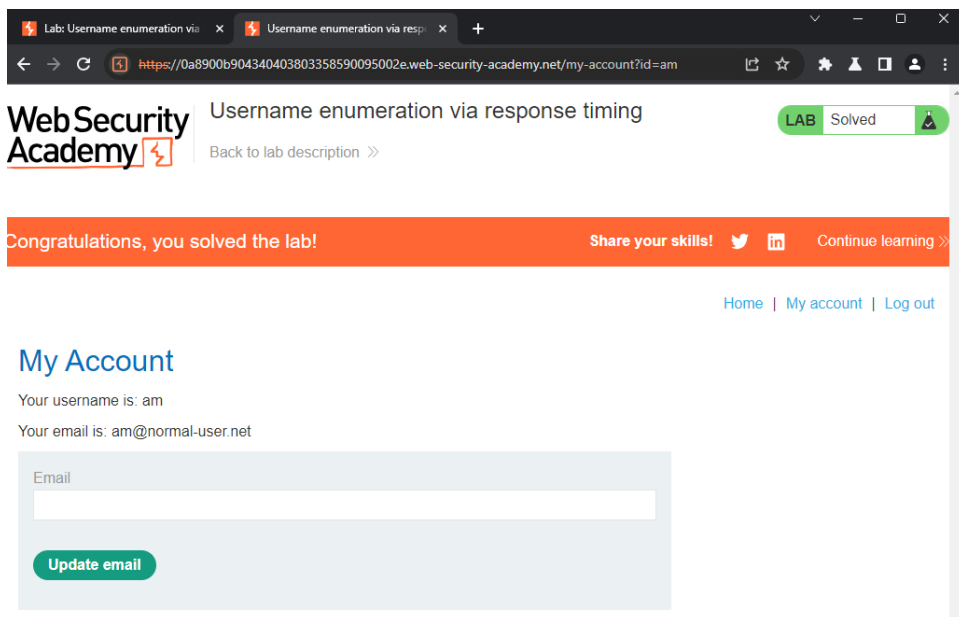 Lab: Username enumeration via
Username enumeration via resp
https://0a8900b904340403803358590095002e.web-security-academy.net/my-account?id=am
WebSecurity
Academy
Username enumeration via response timing
Back to lab description
LAB Solved
Congratulations, you solved the lab!
Share your skills!
in
Continue learning
Home | My account | Log out
My Account
Your username is: am
Your email is: am@normal-user.net
Email
Update email